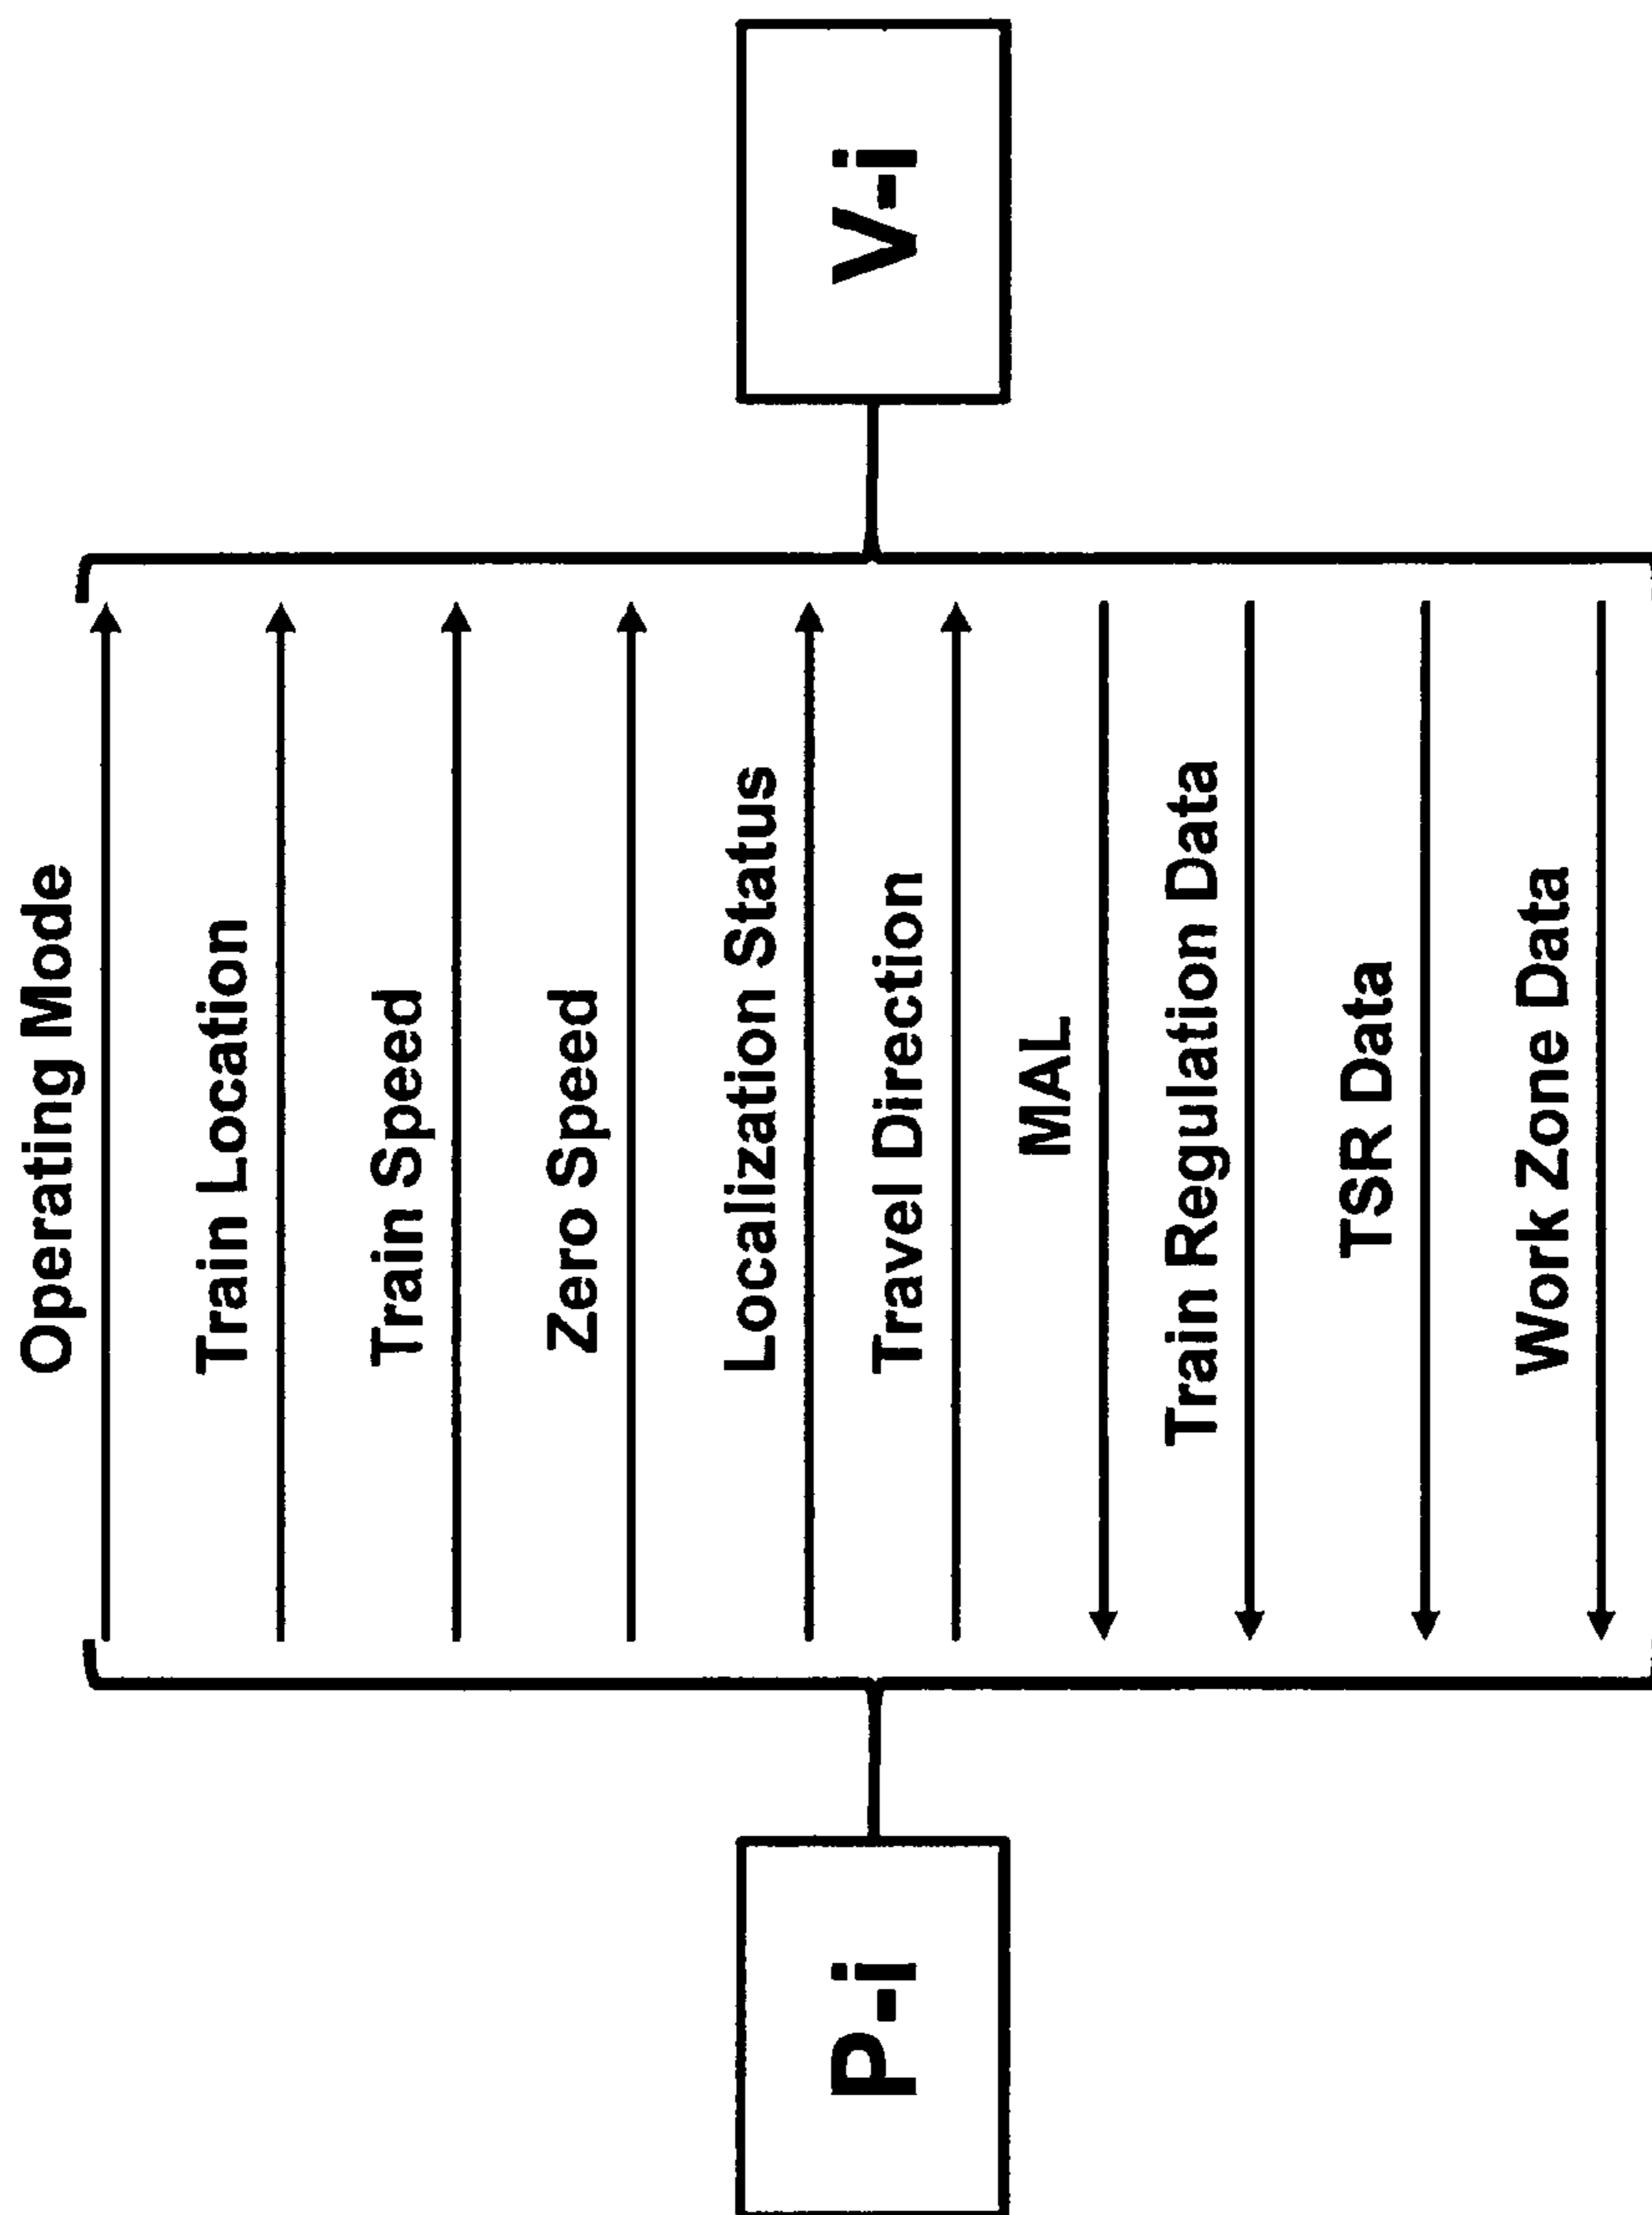 P-i
Operating Mode
Train Location
Train Speed
Zero Speed
Localization Status
Travel Direction
MAL
Train Regulation Data
TSR Data
Work Zone Data
V-i